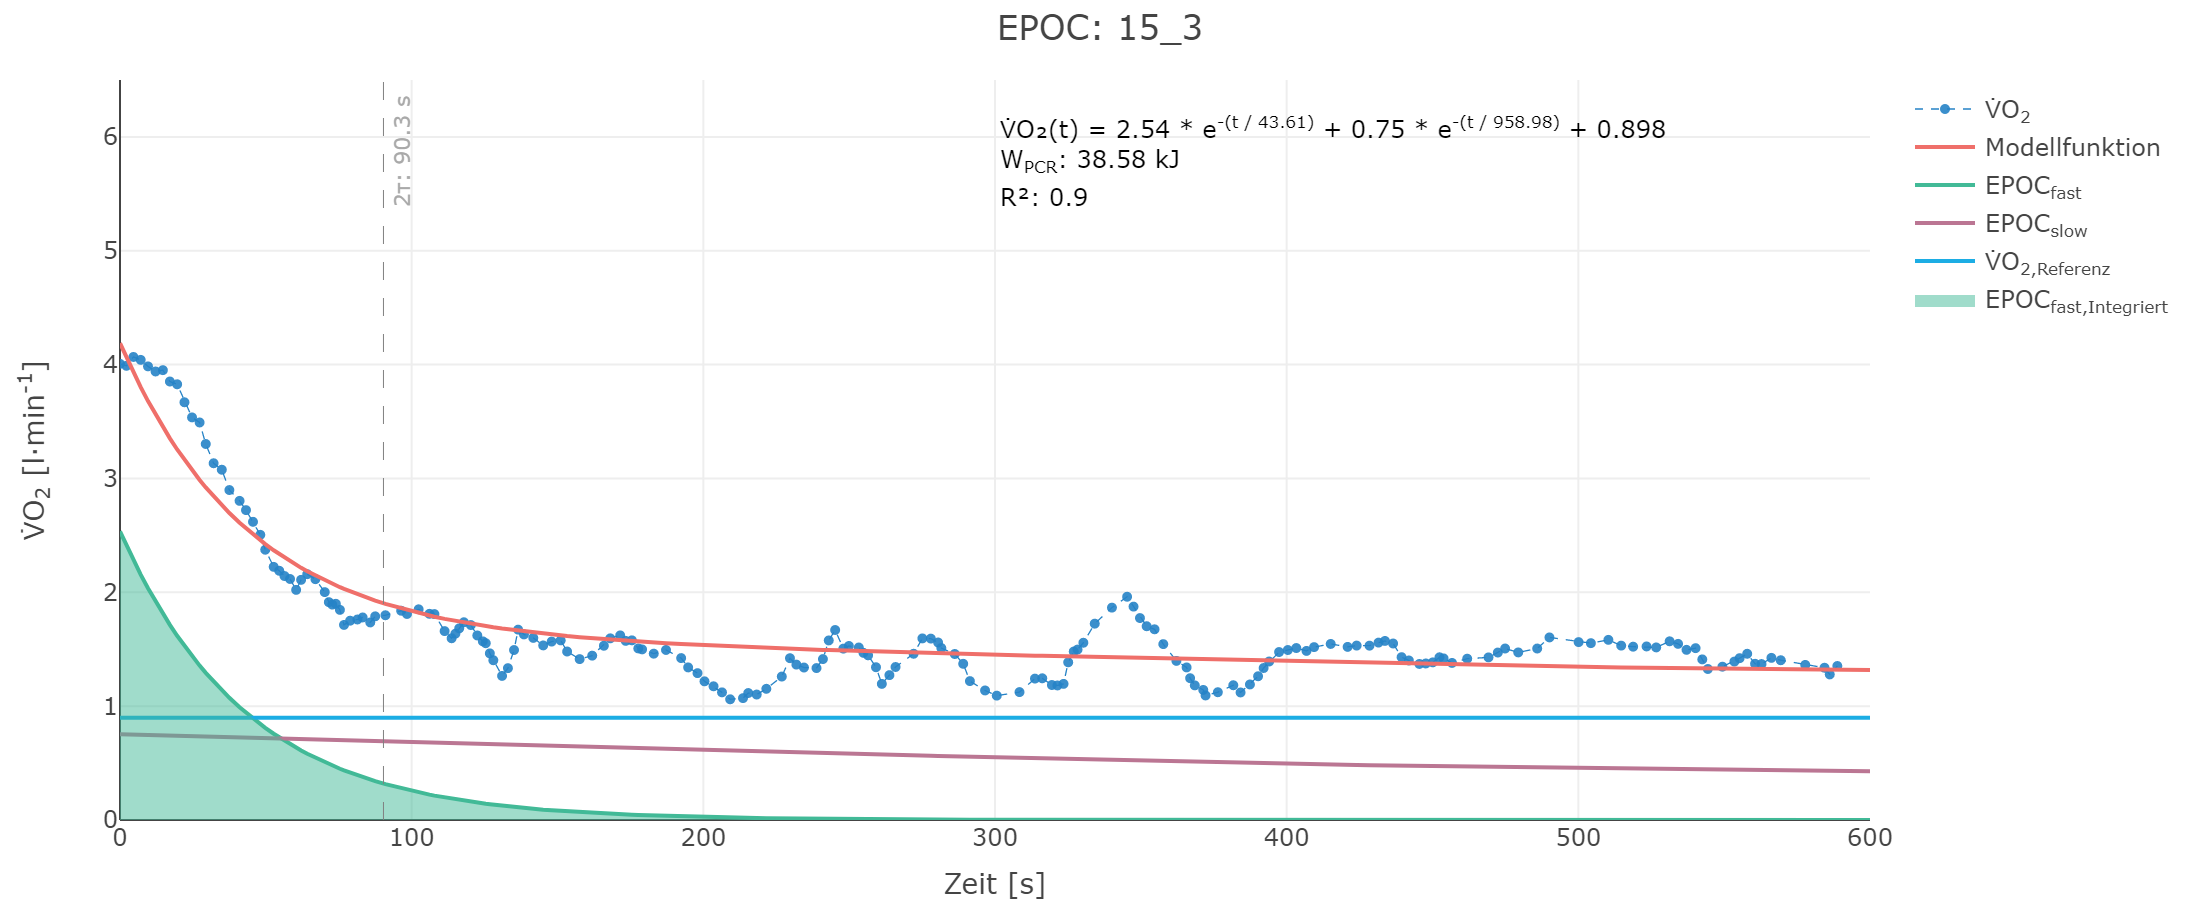 EPOC: 15_3
V̇O₂(t) = 2.54 * e^-(t / 43.61) + 0.75 * e^-(t / 958.98) + 0.898
W_PCR: 38.58 kJ
R²: 0.9
2τ: 90.3 s
V̇O₂
Modellfunktion
EPOC_fast
EPOC_slow
V̇O₂,Referenz
EPOC_fast,Integriert
V̇O₂ [l·min⁻¹]
6
5
4
3
2
1
0
0 100 200 300 400 500 600
Zeit [s]